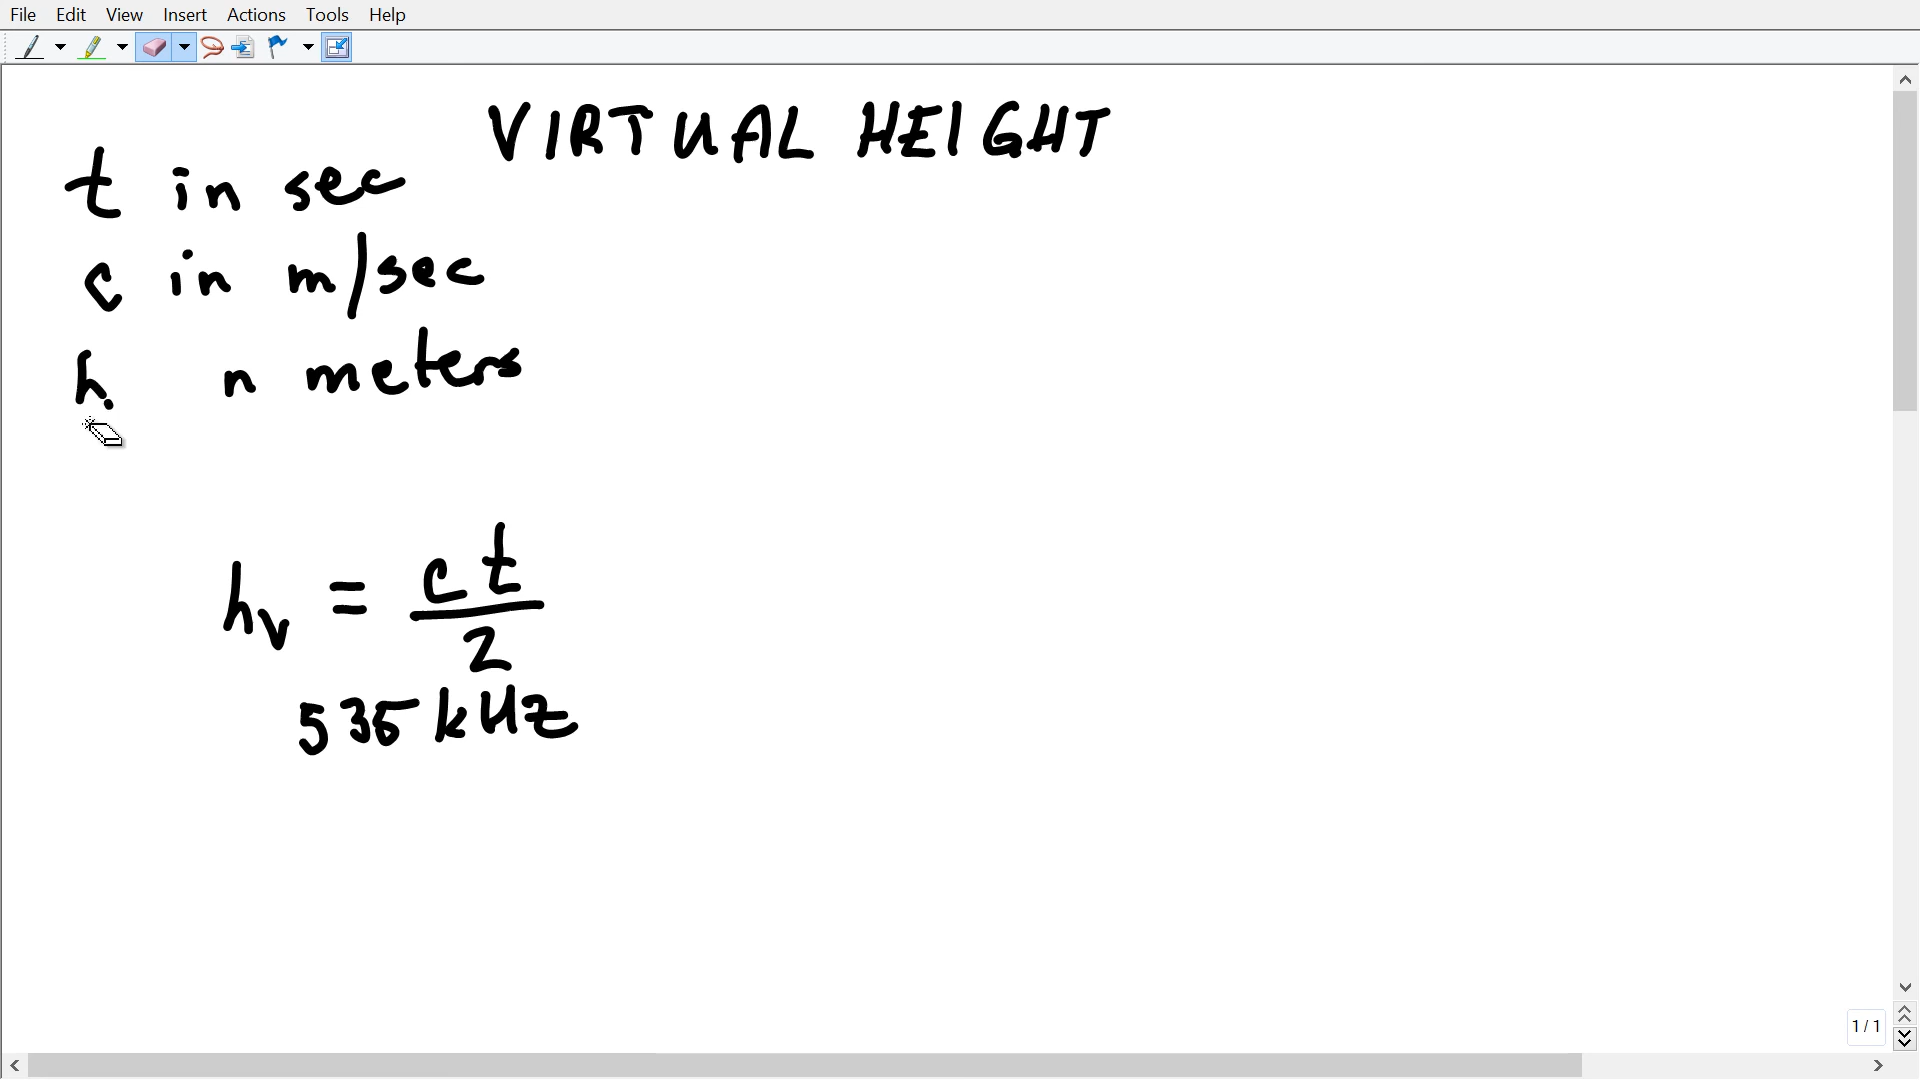 File Edit View Insert Actions Tools Help
VIRTUAL HEIGHT
t in sec
c in m/sec
h. n meters
hv = ct
2
535 kHz
1 / 1